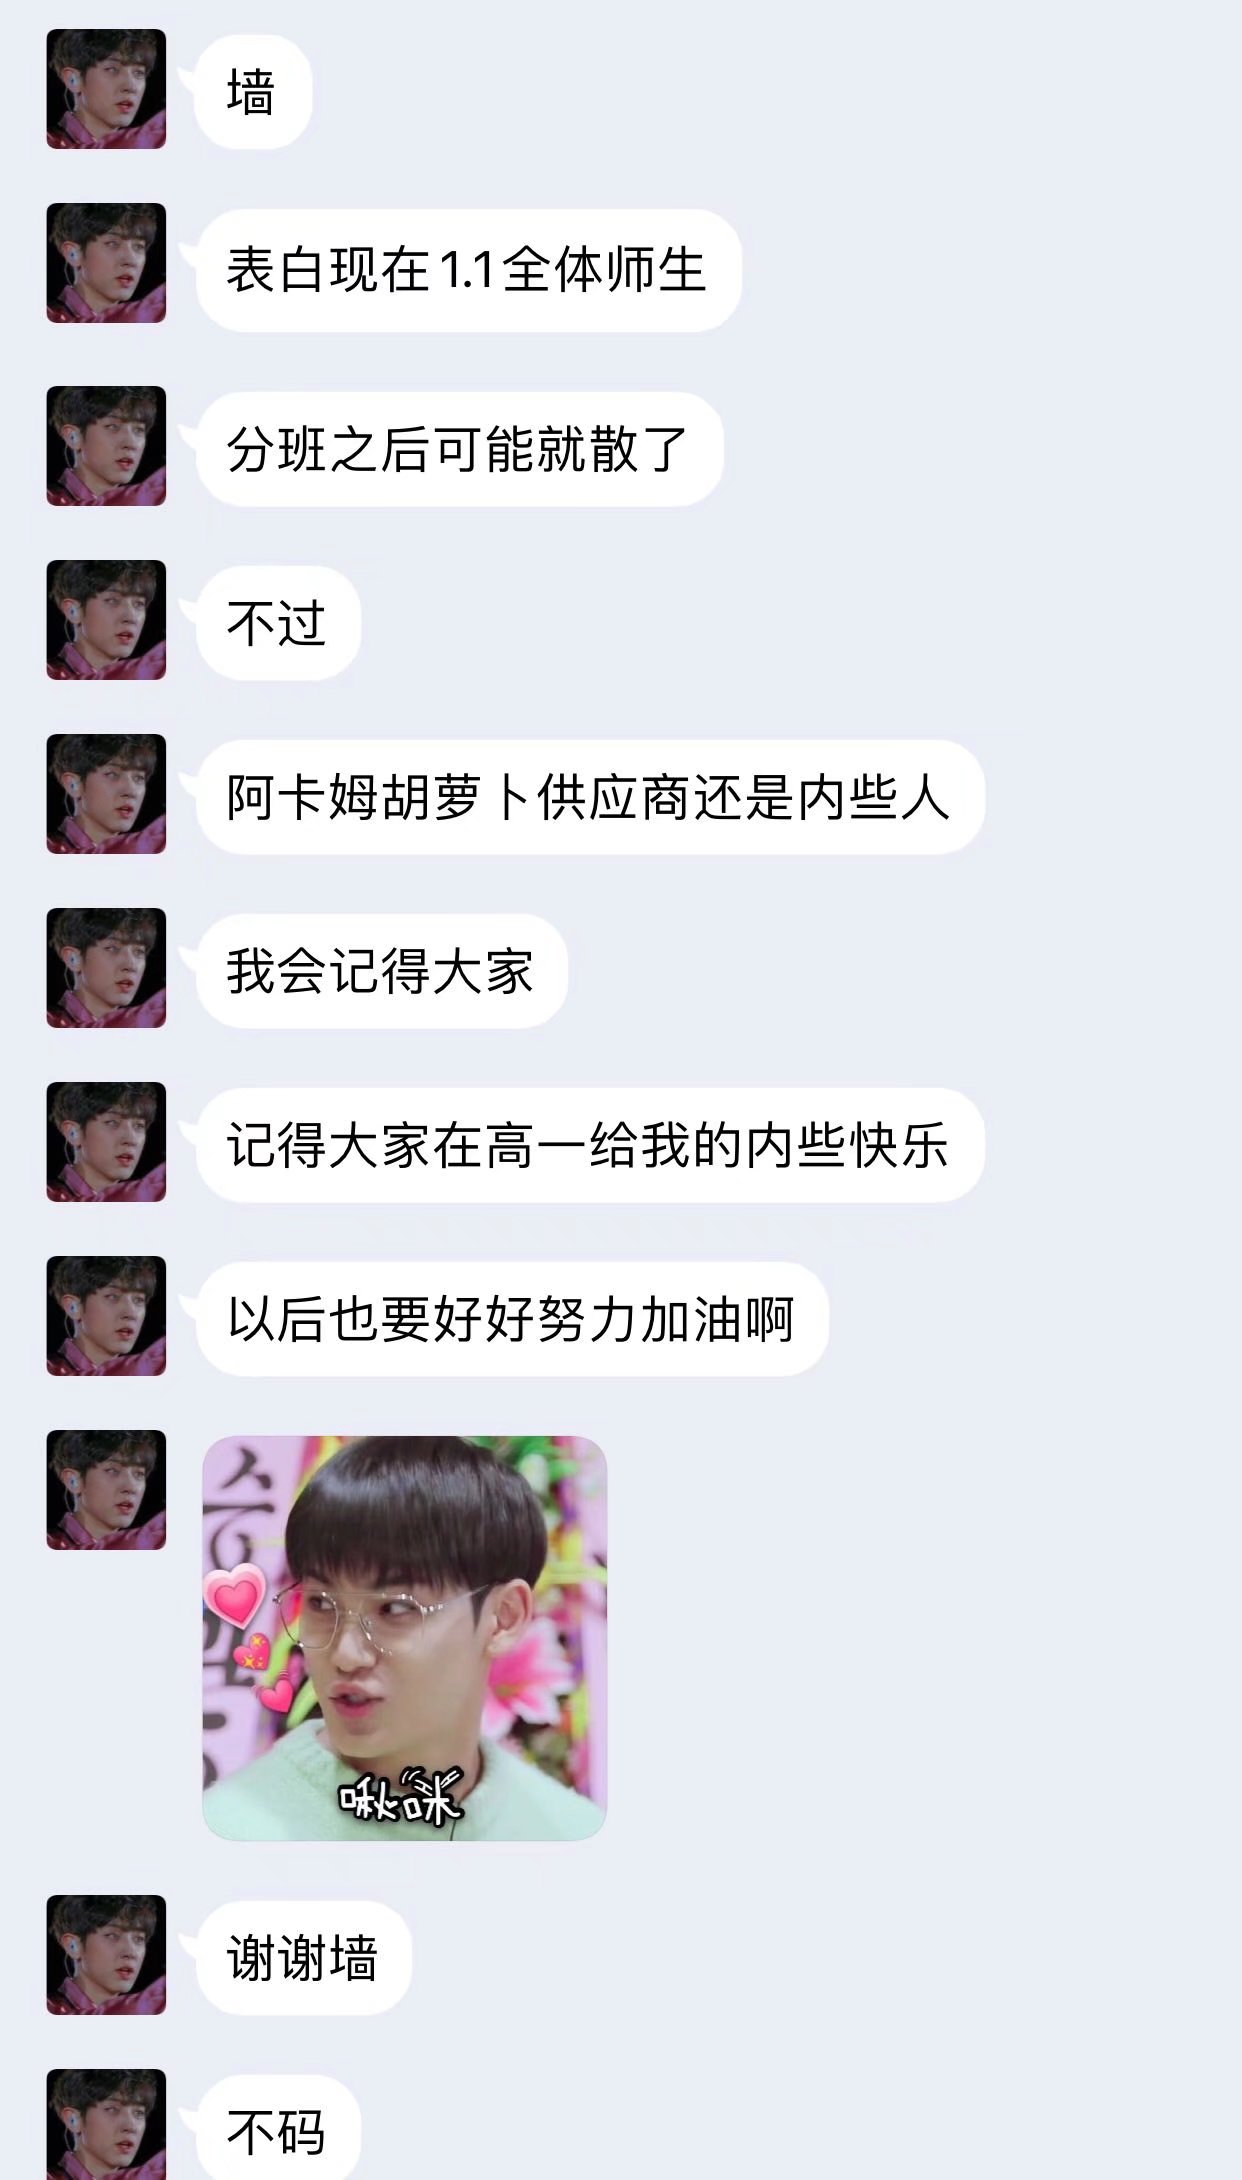 墙
表白现在1.1全体师生
分班之后可能就散了
不过
阿卡姆胡萝卜供应商还是内些人
我会记得大家
记得大家在高一给我的内些快乐
以后也要好好努力加油啊
啾咪
谢谢墙
不码